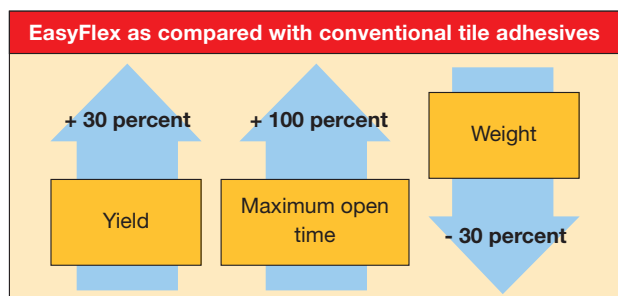 EasyFlex as compared with conventional tile adhesives
+ 30 percent
Yield
+ 100 percent
Maximum open
time
Weight
- 30 percent